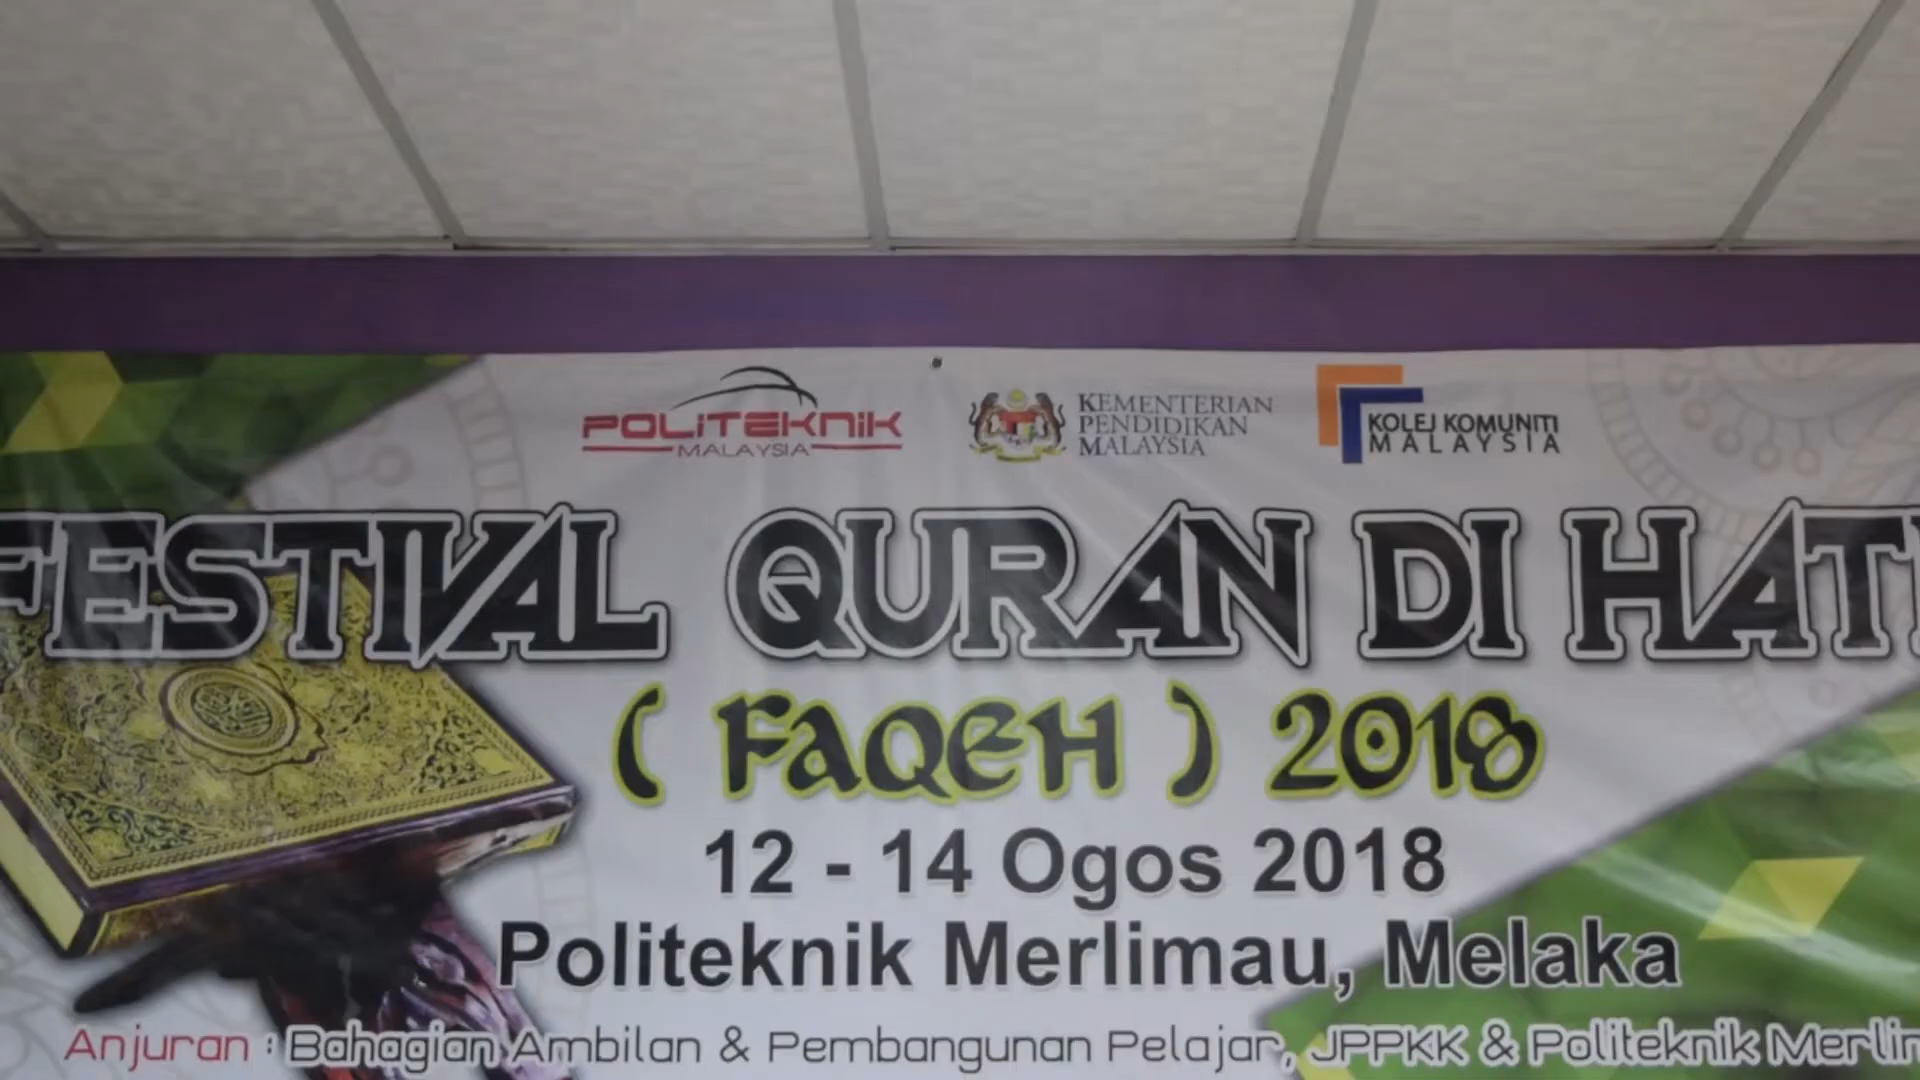 POLITEKNIK
MALAYSIA
KEMENTERIAN
PENDIDIKAN
MALAYSIA
KOLEJ KOMUNITI
MALAYSIA
FESTIVAL QURAN DI HATI
( FAQEH ) 2018
12 - 14 Ogos 2018
Politeknik Merlimau, Melaka
Anjuran : Bahagian Ambilan & Pembangunan Pelajar, JPPKK & Politeknik Merlim